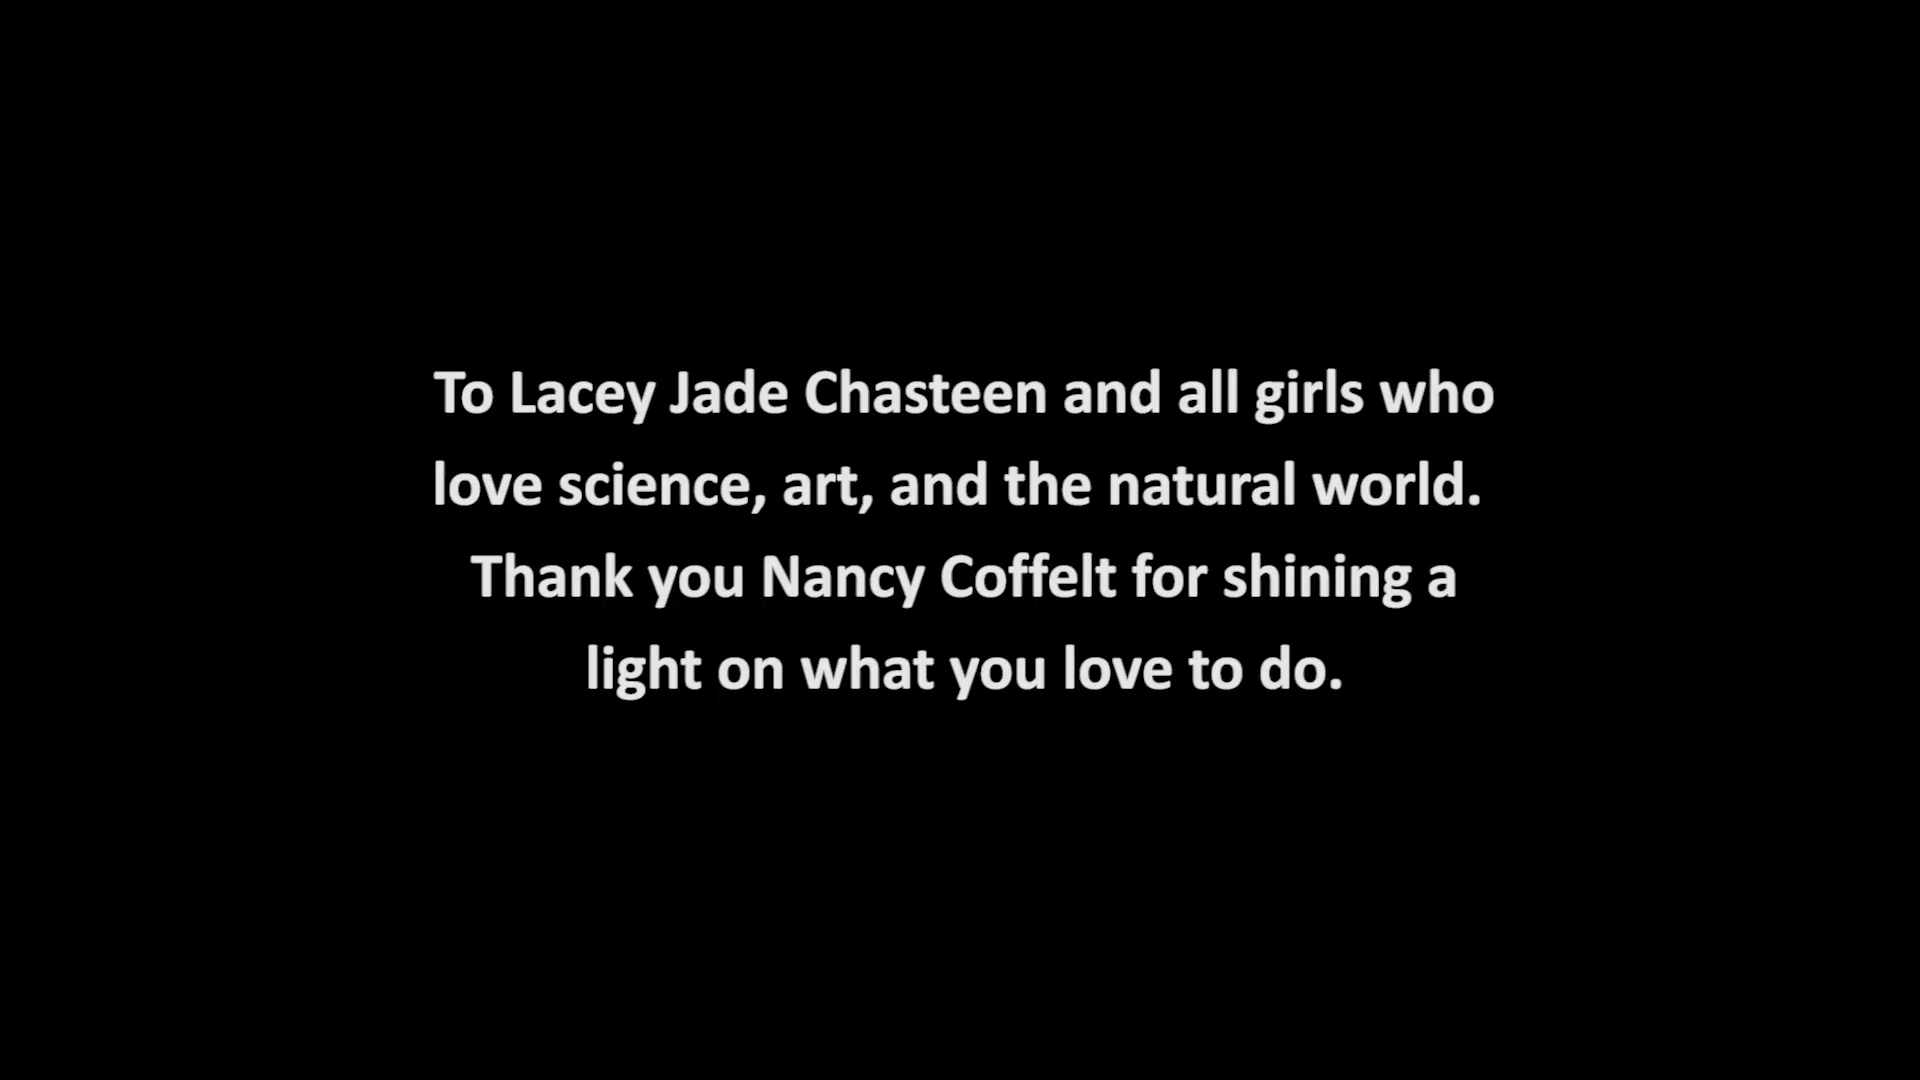 To Lacey Jade Chasteen and all girls who
love science, art, and the natural world.
Thank you Nancy Coffelt for shining a
light on what you love to do.